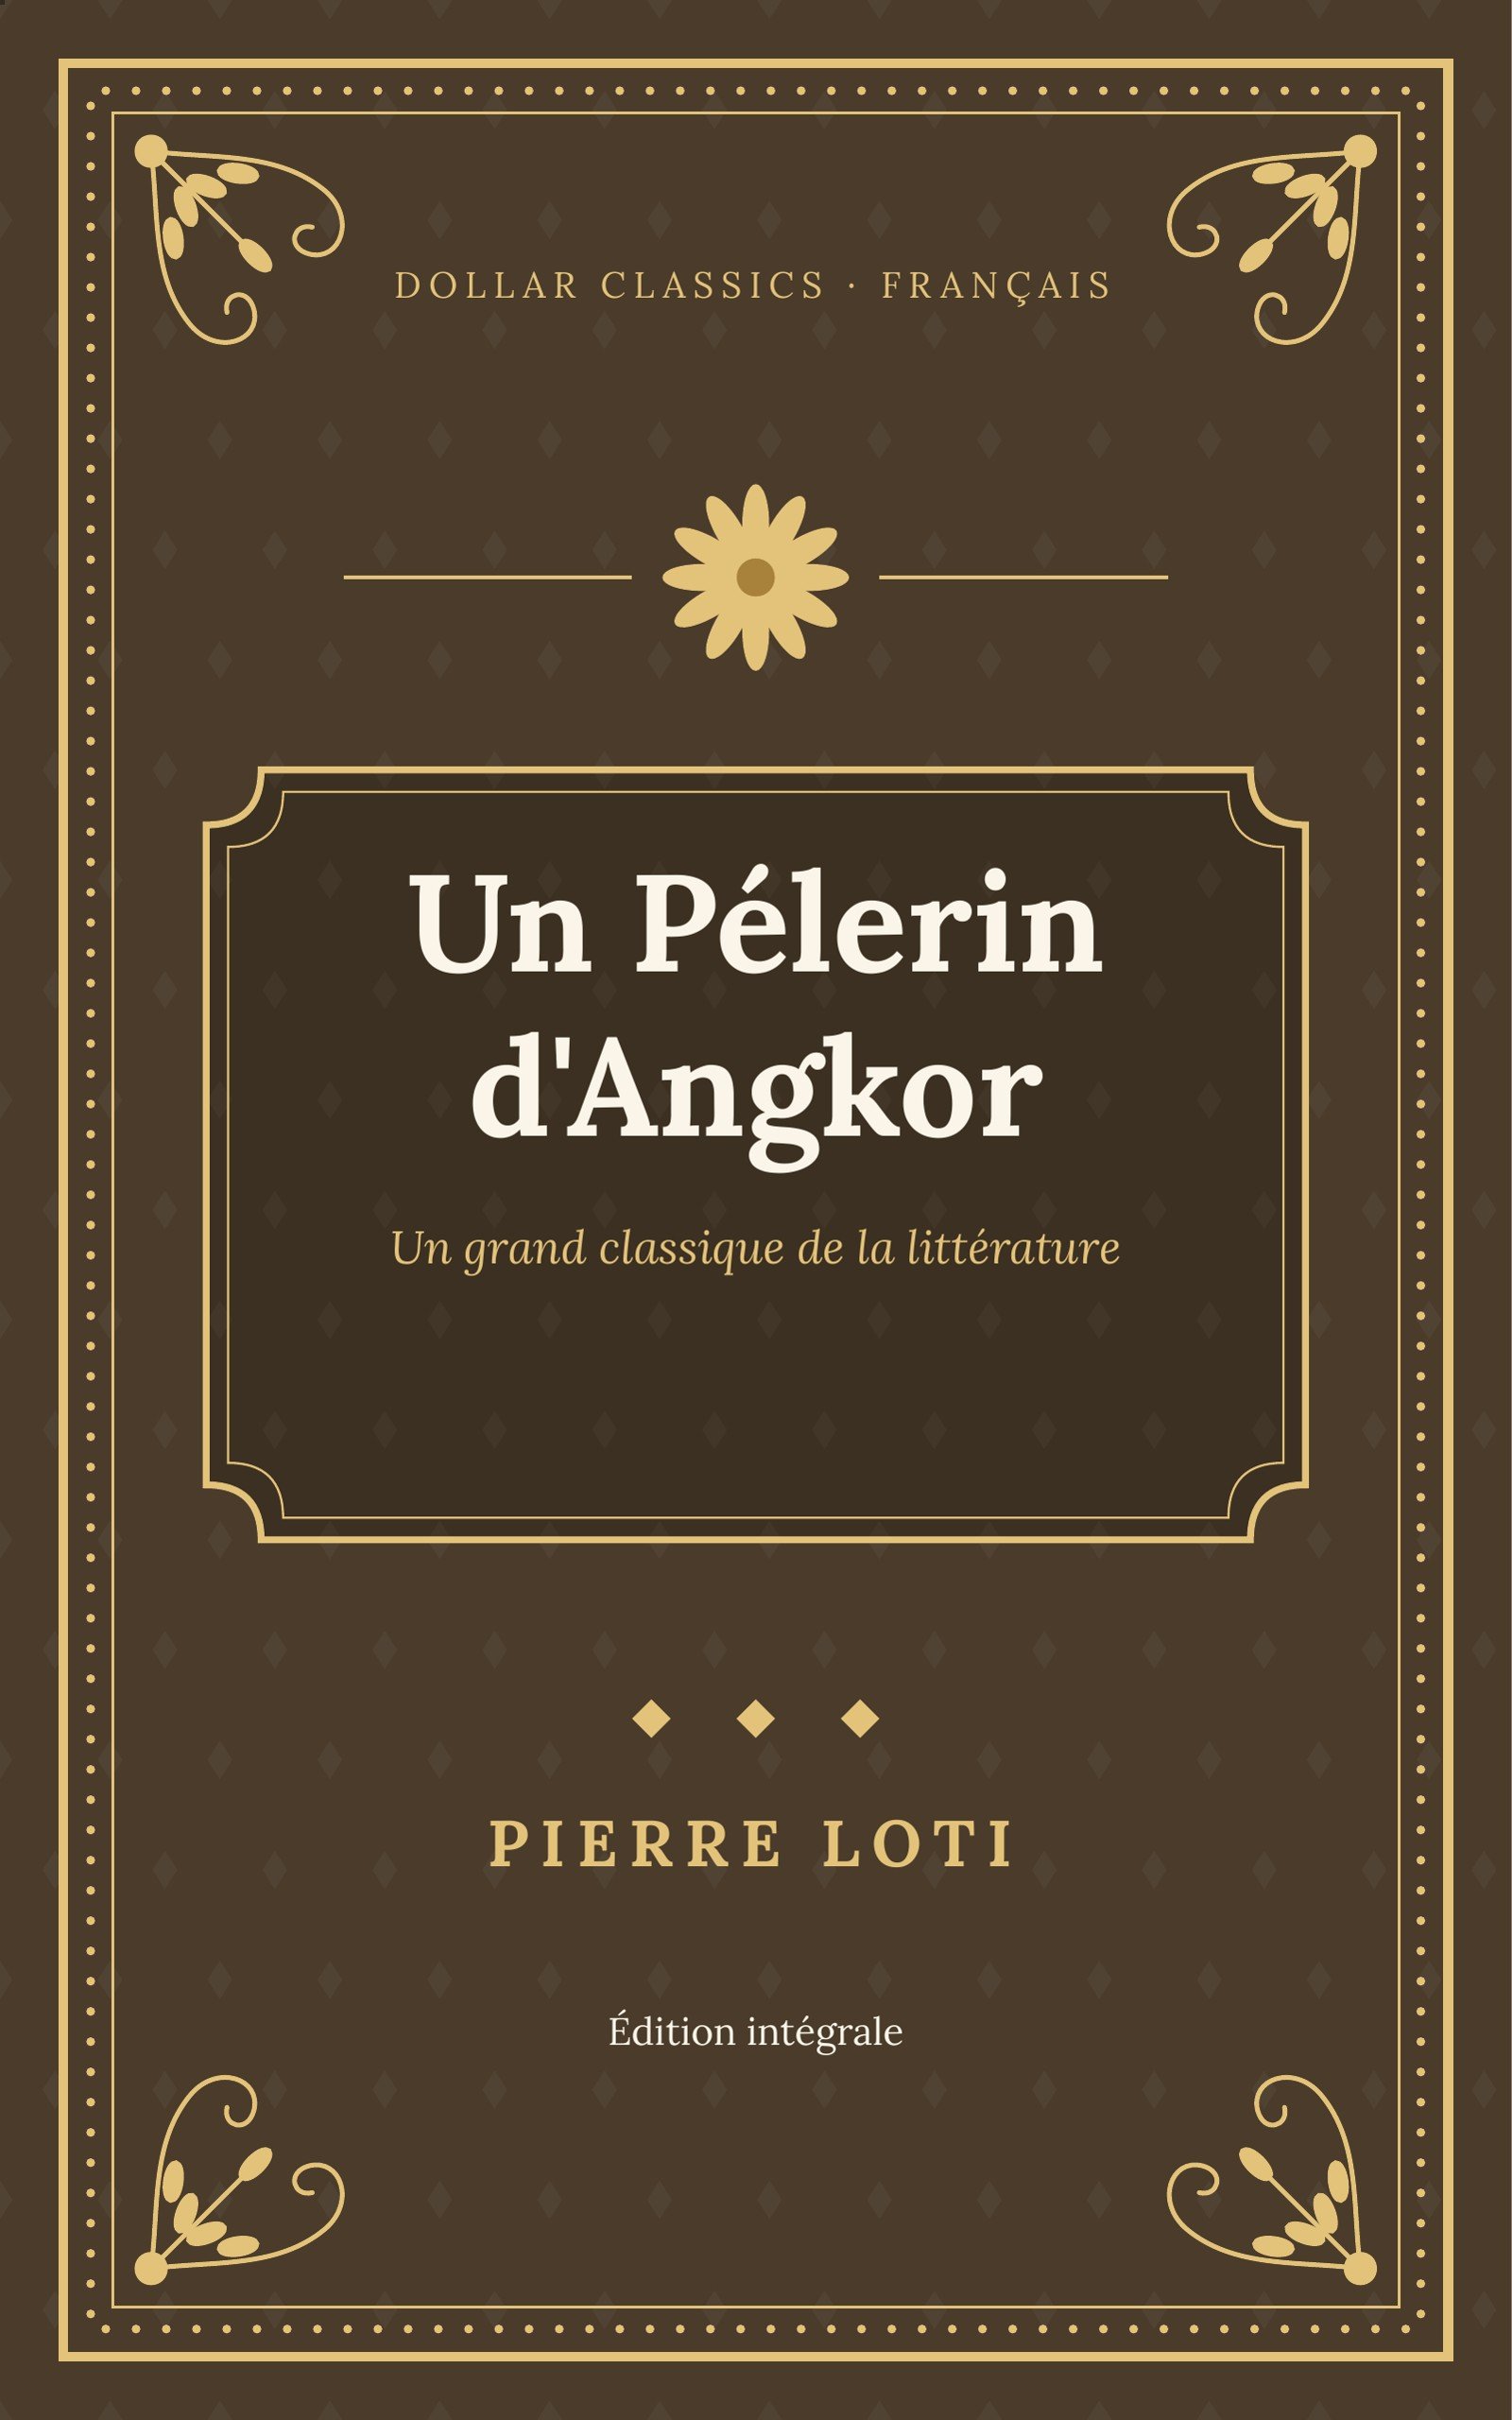 DOLLAR CLASSICS · FRANÇAIS
Un Pélerin
d'Angkor
Un grand classique de la littérature
PIERRE LOTI
Édition intégrale